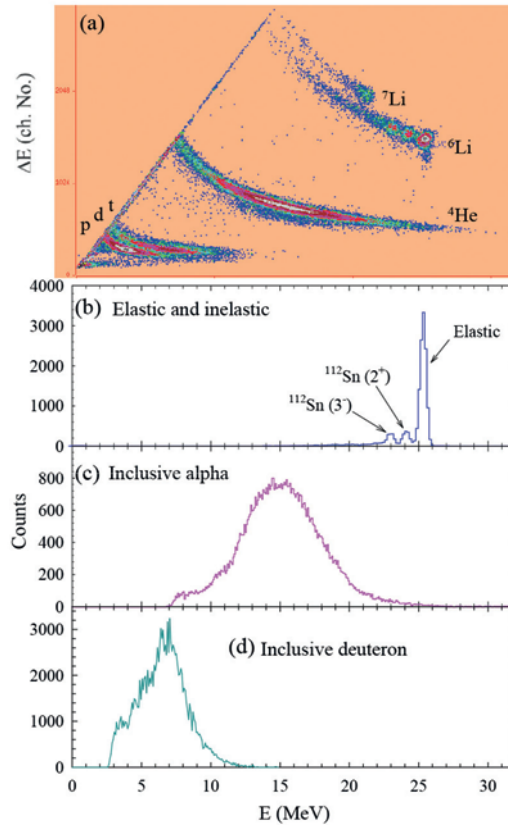 (a)
ΔE (ch. No.)
2048
1024
0
⁷Li
⁶Li
⁴He
p d t
4000
3000
2000
1000
0
(b) Elastic and inelastic
Elastic
¹¹²Sn (2⁺)
¹¹²Sn (3⁻)
800
600
400
200
0
(c) Inclusive alpha
Counts
3000
2000
1000
0
(d) Inclusive deuteron
0 5 10 15 20 25 30
E (MeV)